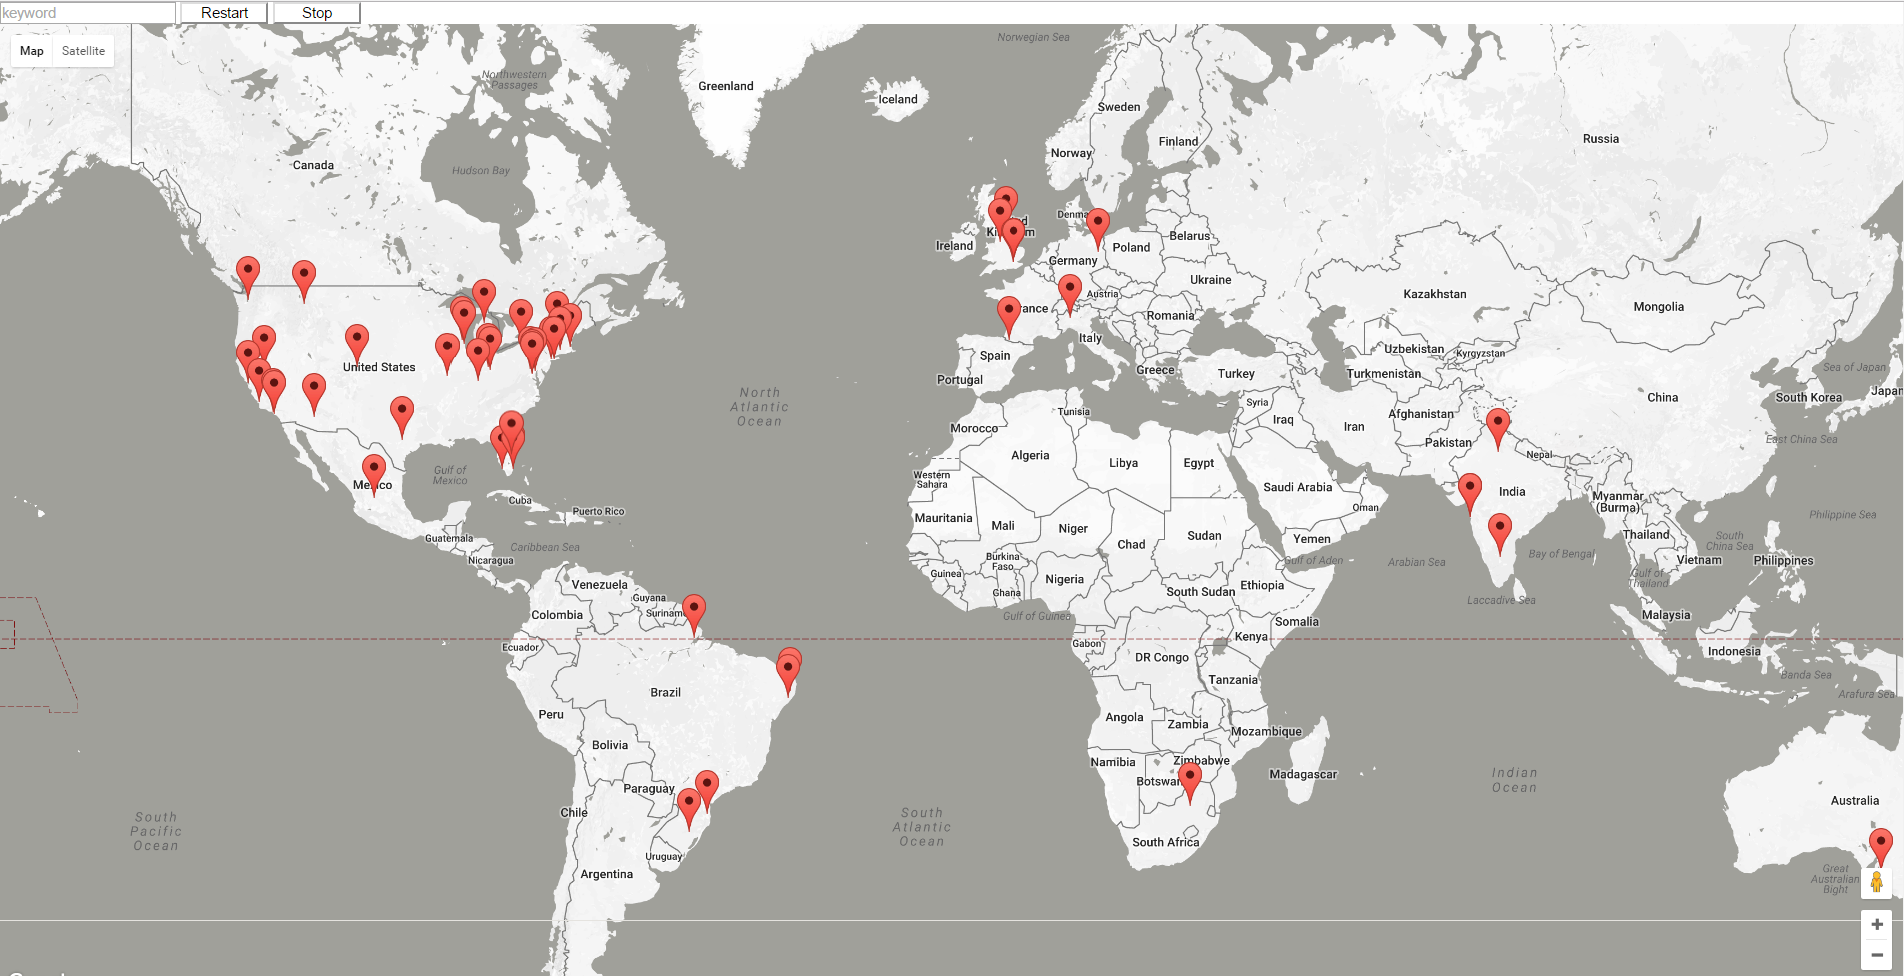 keyword
Restart
Stop
Map
Satellite
Norwegian Sea
Northwestern
Passages
Greenland
Iceland
Sweden
Finland
Russia
Norway
Canada
Hudson Bay
Denma
Ireland
Belarus
Poland
Germany
Ukraine
Austria
Kazakhstan
Mongolia
ance
Romania
Italy
Uzbekistan
Kyrgyzstan
Spain
United States
Greece
Turkey
Turkmenistan
Sea of Japan
Portugal
North
Atlantic
Ocean
Syria
Tunisia
Iraq
Iran
Afghanistan
China
South Korea
Japan
Morocco
Pakistan
East China Sea
Algeria
Libya
Egypt
Nepal
Gulf of
Mexico
Mexico
Western
Sahara
Saudi Arabia
India
Myanmar
(Burma)
Cuba
Puerto Rico
Oman
Mauritania
Mali
Niger
Philippine Sea
Guatemala
Caribbean Sea
Chad
Sudan
Yemen
Thailand
South
China Sea
Nicaragua
Burkina
Faso
Gulf of Aden
Arabian Sea
Bay of Bengal
Vietnam
Philippines
Venezuela
Guinea
Nigeria
Ethiopia
Gulf of
Thailand
Guyana
Ghana
South Sudan
Laccadive Sea
Colombia
Suriname
Gulf of Guinea
Somalia
Malaysia
Ecuador
Gabon
Kenya
DR Congo
Indonesia
Brazil
Tanzania
Banda Sea
Arafura Sea
Peru
Angola
Zambia
Mozambique
Bolivia
Namibia
Zimbabwe
Botswan
Madagascar
Indian
Ocean
Paraguay
Australia
Chile
South
Pacific
Ocean
South
Atlantic
Ocean
South Africa
Uruguay
Argentina
Great
Australian
Bight
+
−